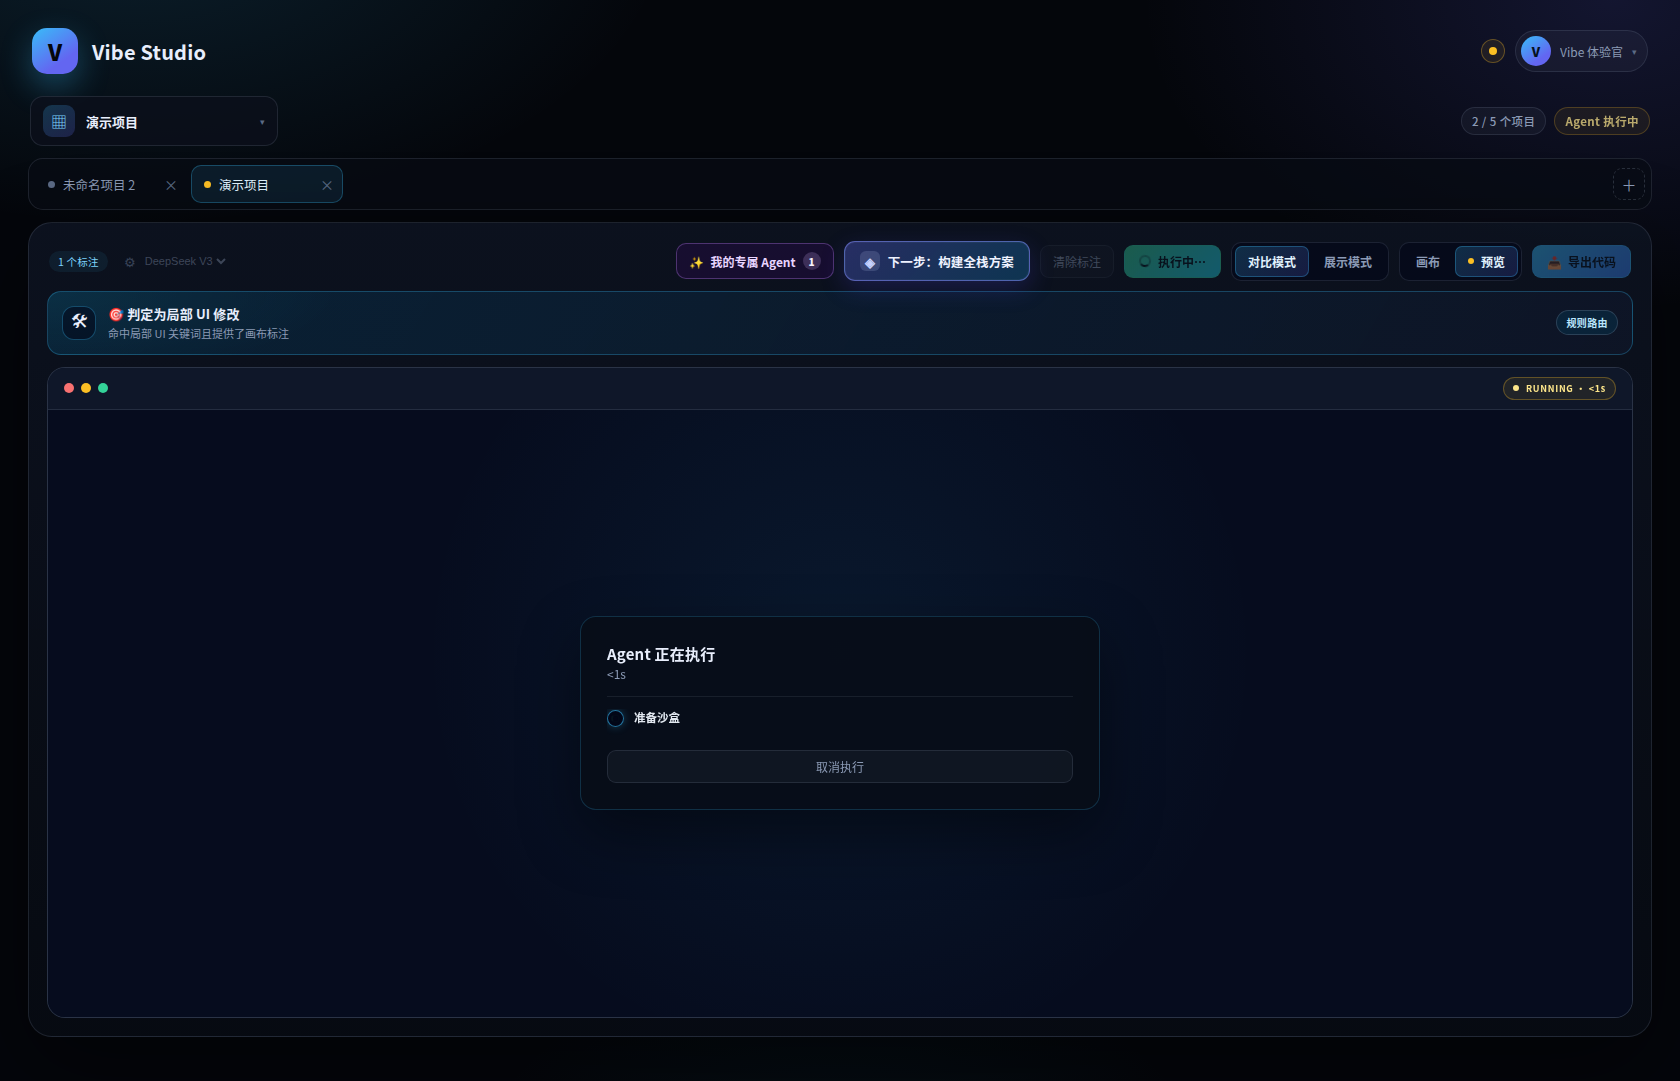 V
Vibe Studio
V
Vibe 体验官
演示项目
2 / 5 个项目
Agent 执行中
未命名项目 2
演示项目
1 个标注
DeepSeek V3
我的专属 Agent 1
下一步：构建全栈方案
清除标注
执行中…
对比模式
展示模式
画布
预览
导出代码
判定为局部 UI 修改
命中局部 UI 关键词且提供了画布标注
规则路由
RUNNING · <1s
Agent 正在执行
<1s
准备沙盒
取消执行